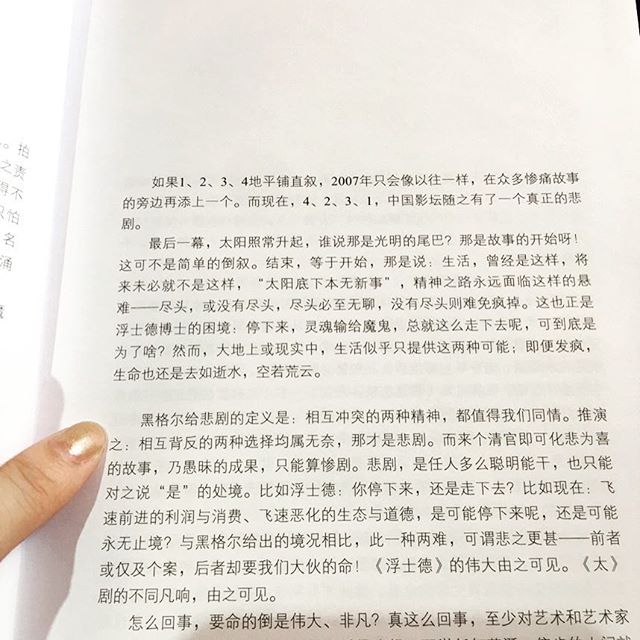 。拍
之责
得不
只怕
名
涌
如果1、2、3、4地平铺直叙，2007年只会像以往一样，在众多惨痛故事
的旁边再添上一个。而现在，4、2、3、1，中国影坛随之有了一个真正的悲
剧。
最后一幕，太阳照常升起，谁说那是光明的尾巴？那是故事的开始呀！
这可不是简单的倒叙。结束，等于开始，那是说：生活，曾经是这样，将
来未必就不是这样，“太阳底下本无新事”，精神之路永远面临这样的悬
难——尽头，或没有尽头，尽头必至无聊，没有尽头则难免疯掉。这也正是
浮士德博士的困境：停下来，灵魂输给魔鬼，总就这么走下去呢，可到底是
为了啥？然而，大地上或现实中，生活似乎只提供这两种可能；即便发疯，
生命也还是去如逝水，空若荒云。
黑格尔给悲剧的定义是：相互冲突的两种精神，都值得我们同情。推演
之：相互背反的两种选择均属无奈，那才是悲剧。而来个清官即可化悲为喜
的故事，乃愚昧的成果，只能算惨剧。悲剧，是任人多么聪明能干，也只能
对之说“是”的处境。比如浮士德：你停下来，还是走下去？比如现在：飞
速前进的利润与消费、飞速恶化的生态与道德，是可能停下来呢，还是可能
永无止境？与黑格尔给出的境况相比，此一种两难，可谓悲之更甚——前者
或仅及个案，后者却要我们大伙的命！《浮士德》的伟大由之可见。《太》
剧的不同凡响，由之可见。
怎么回事，要命的倒是伟大、非凡？真这么回事，至少对艺术和艺术家